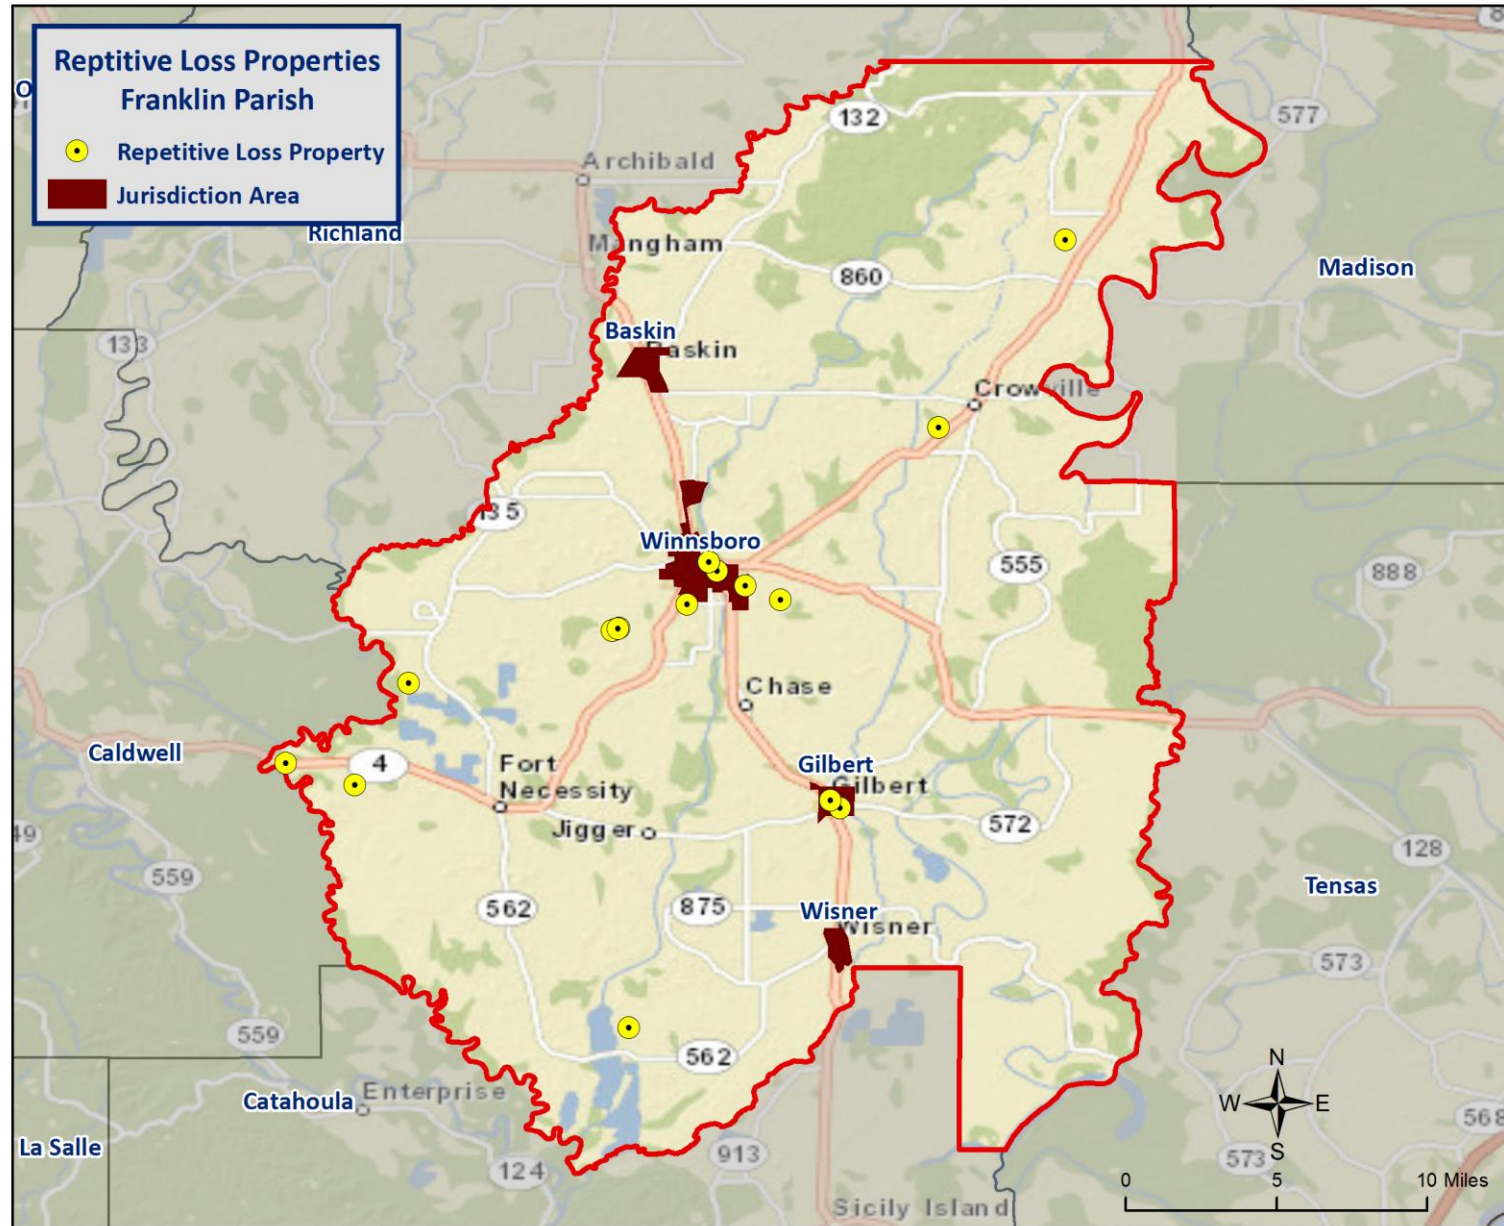 Reptitive Loss Properties
Franklin Parish
Repetitive Loss Property
Jurisdiction Area
132
577
Archibald
Richland
Mangham
860
Madison
133
Baskin
Baskin
Crowville
135
Winnsboro
555
888
Chase
Caldwell
4
Fort
Necessity
Gilbert
Gilbert
Jigger
572
128
559
562
875
Wisner
Wisner
Tensas
573
559
562
Catahoula
Enterprise
N
W
E
S
La Salle
124
913
573
568
Sicily Island
0
5
10 Miles